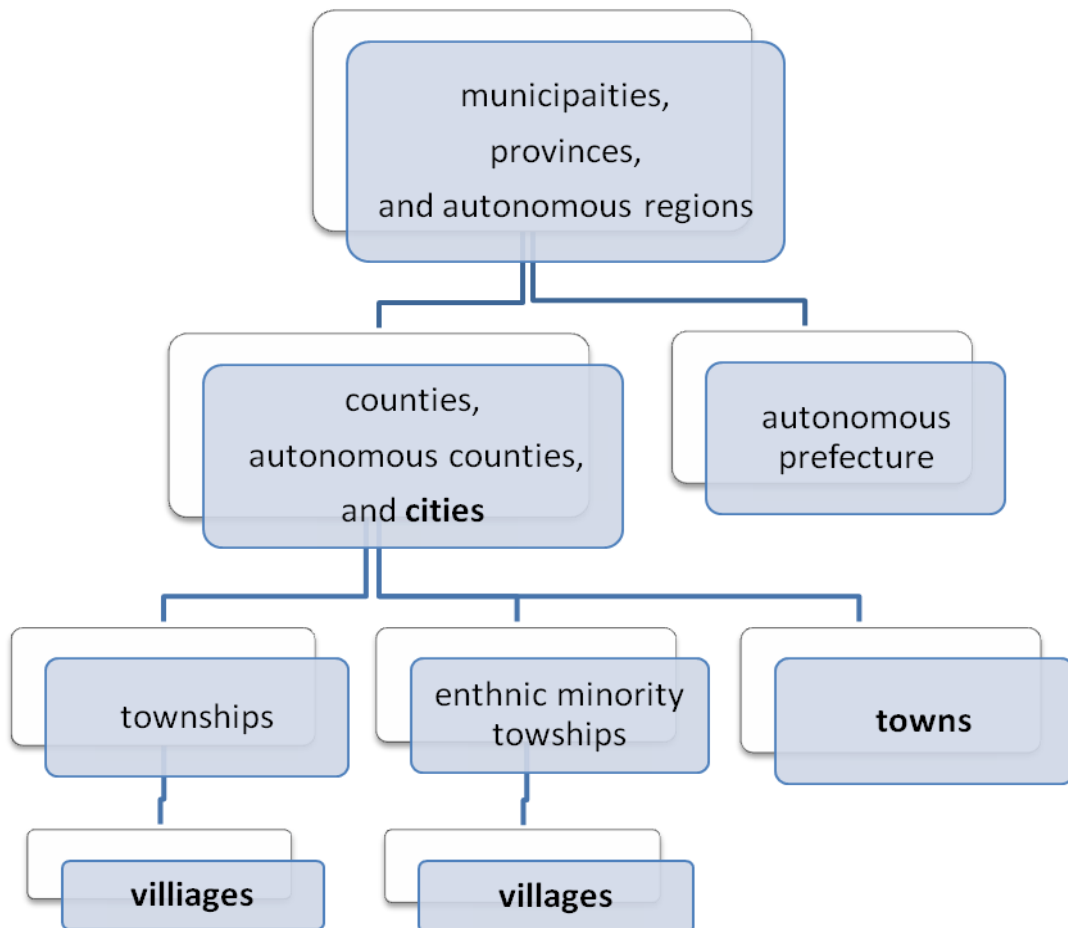 municipaities,
provinces,
and autonomous regions
counties,
autonomous counties,
and cities
autonomous
prefecture
townships
enthnic minority
towships
towns
villiages
villages